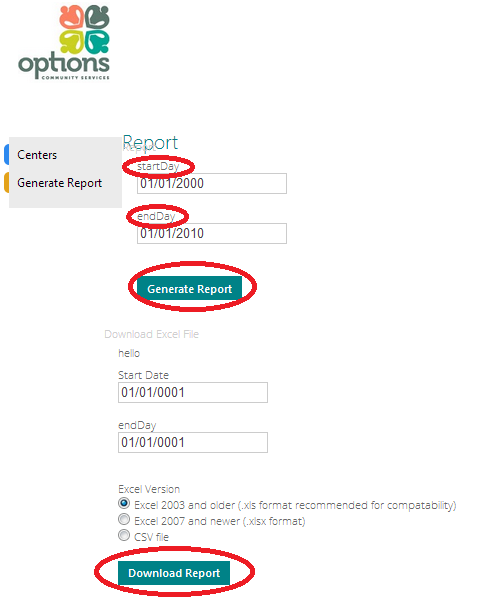 options
COMMUNITY SERVICES
Report
Centers
startDay
Generate Report
01/01/2000
endDay
01/01/2010
Generate Report
Download Excel File
hello
Start Date
01/01/0001
endDay
01/01/0001
Excel Version
Excel 2003 and older (.xls format recommended for compatability)
Excel 2007 and newer (.xlsx format)
CSV file
Download Report